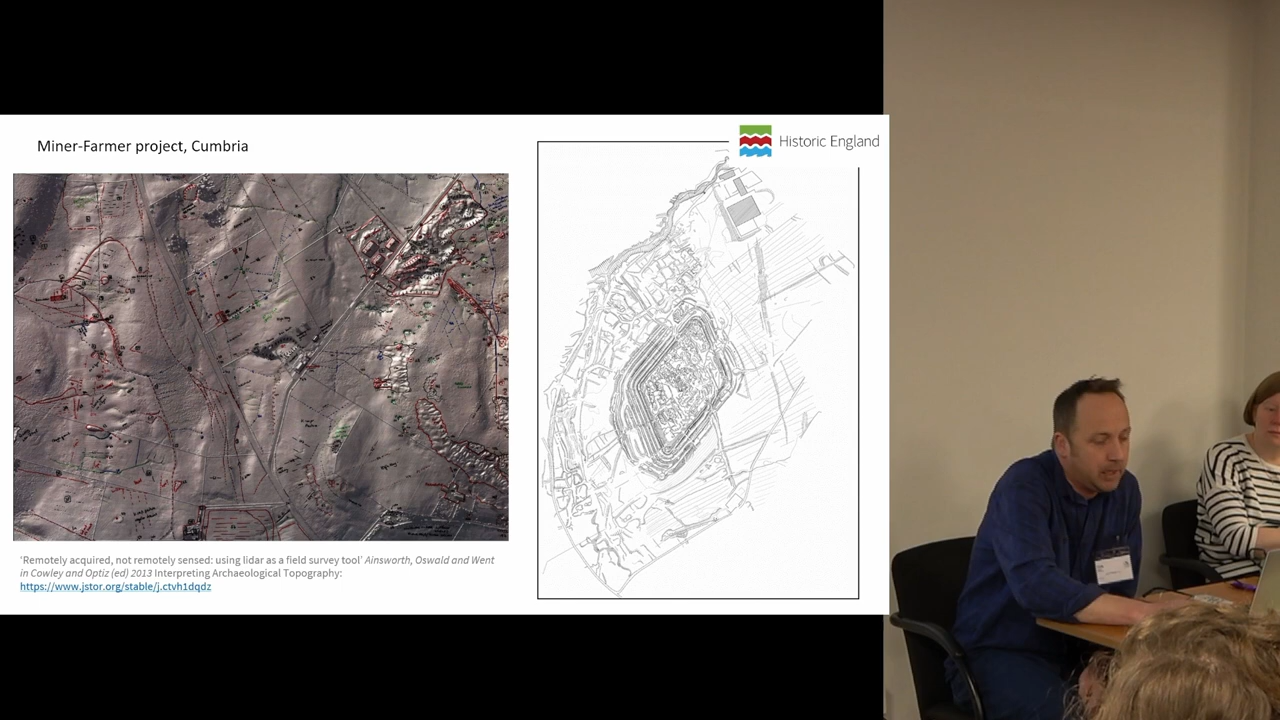 Miner-Farmer project, Cumbria
Historic England
'Remotely acquired, not remotely sensed: using lidar as a field survey tool' Ainsworth, Oswald and Went
in Cowley and Optiz (ed) 2013 Interpreting Archaeological Topography:
https://www.jstor.org/stable/j.ctvh1dqdz